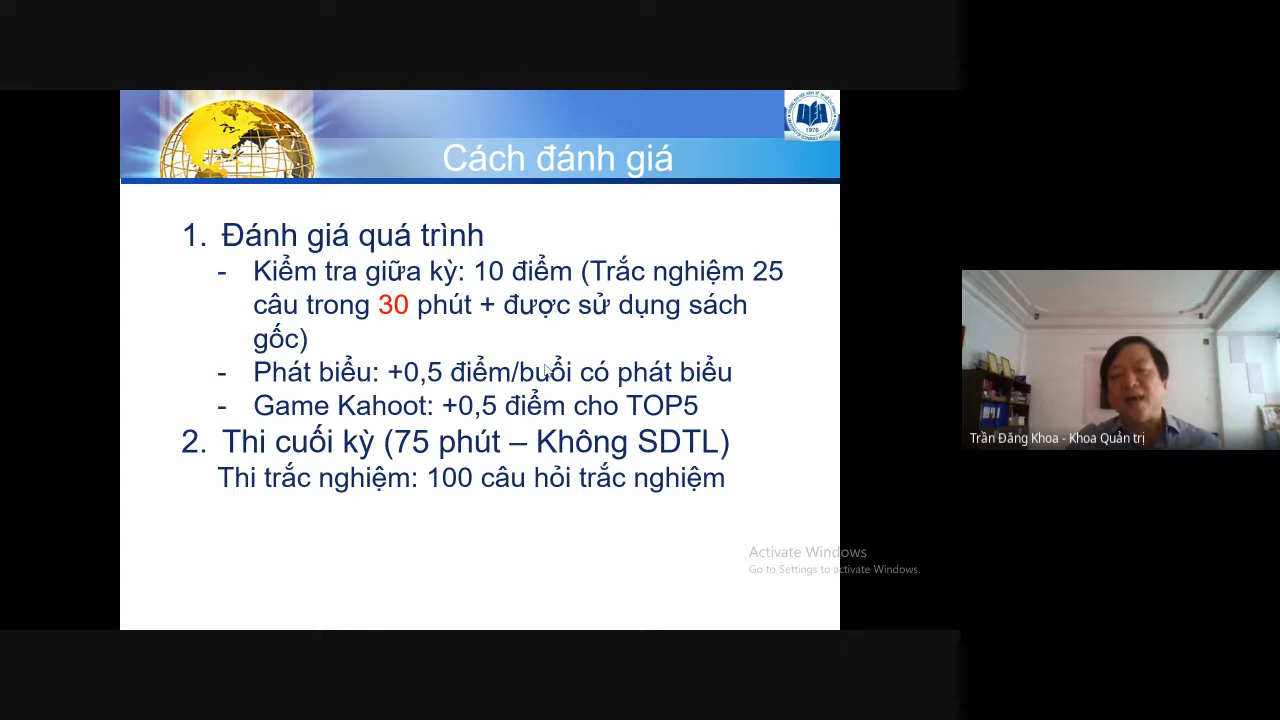 Cách đánh giá
1. Đánh giá quá trình
- Kiểm tra giữa kỳ: 10 điểm (Trắc nghiệm 25
câu trong 30 phút + được sử dụng sách
gốc)
- Phát biểu: +0,5 điểm/buổi có phát biểu
- Game Kahoot: +0,5 điểm cho TOP5
2. Thi cuối kỳ (75 phút – Không SDTL)
Thi trắc nghiệm: 100 câu hỏi trắc nghiệm
Activate Windows
Go to Settings to activate Windows.
Trần Đăng Khoa - Khoa Quản trị
UEH
1976